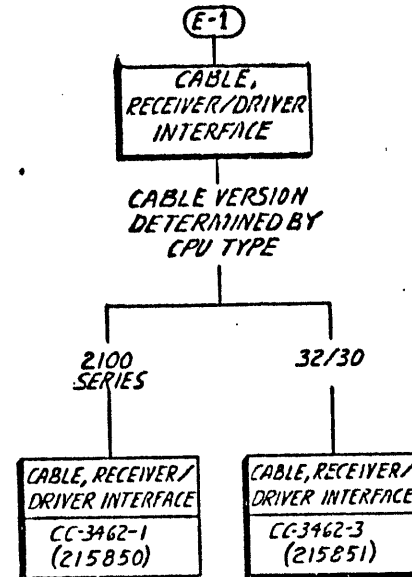 E-1
CABLE,
RECEIVER/DRIVER
INTERFACE
CABLE VERSION
DETERMINED BY
CPU TYPE
2100
SERIES
32/30
CABLE, RECEIVER/
DRIVER INTERFACE
CC-3462-1
(215850)
CABLE, RECEIVER/
DRIVER INTERFACE
CC-3462-3
(215851)